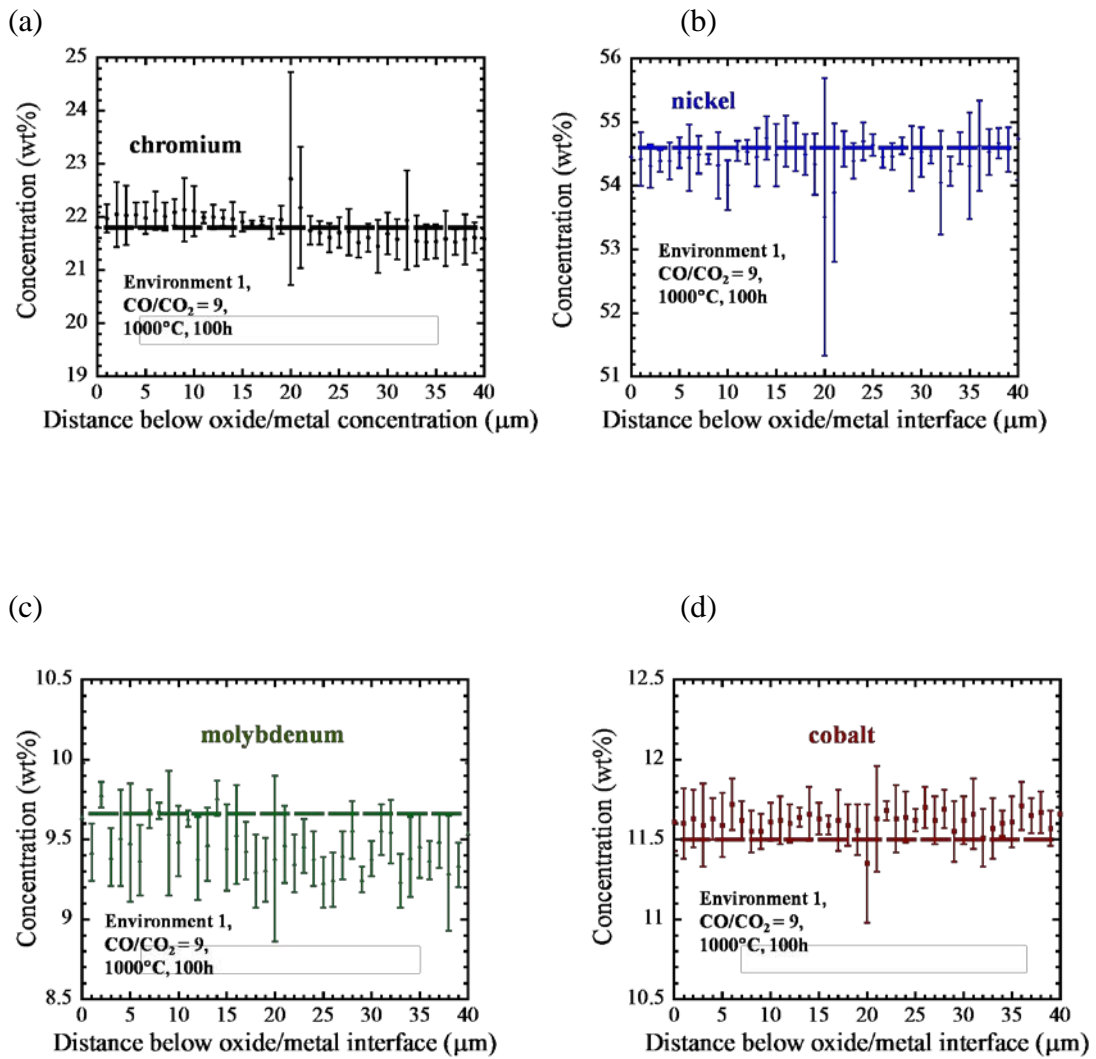 (a)
(b)
25
24
23
22
21
20
19
Concentration (wt%)
chromium
Environment 1,
CO/CO₂ = 9,
1000°C, 100h
0 5 10 15 20 25 30 35 40
Distance below oxide/metal concentration (μm)
56
55
54
53
52
51
Concentration (wt%)
nickel
Environment 1,
CO/CO₂ = 9,
1000°C, 100h
0 5 10 15 20 25 30 35 40
Distance below oxide/metal interface (μm)
(c)
(d)
10.5
10
9.5
9
8.5
Concentration (wt%)
molybdenum
Environment 1,
CO/CO₂ = 9,
1000°C, 100h
0 5 10 15 20 25 30 35 40
Distance below oxide/metal interface (μm)
12.5
12
11.5
11
10.5
Concentration (wt%)
cobalt
Environment 1,
CO/CO₂ = 9,
1000°C, 100h
0 5 10 15 20 25 30 35 40
Distance below oxide/metal interface (μm)